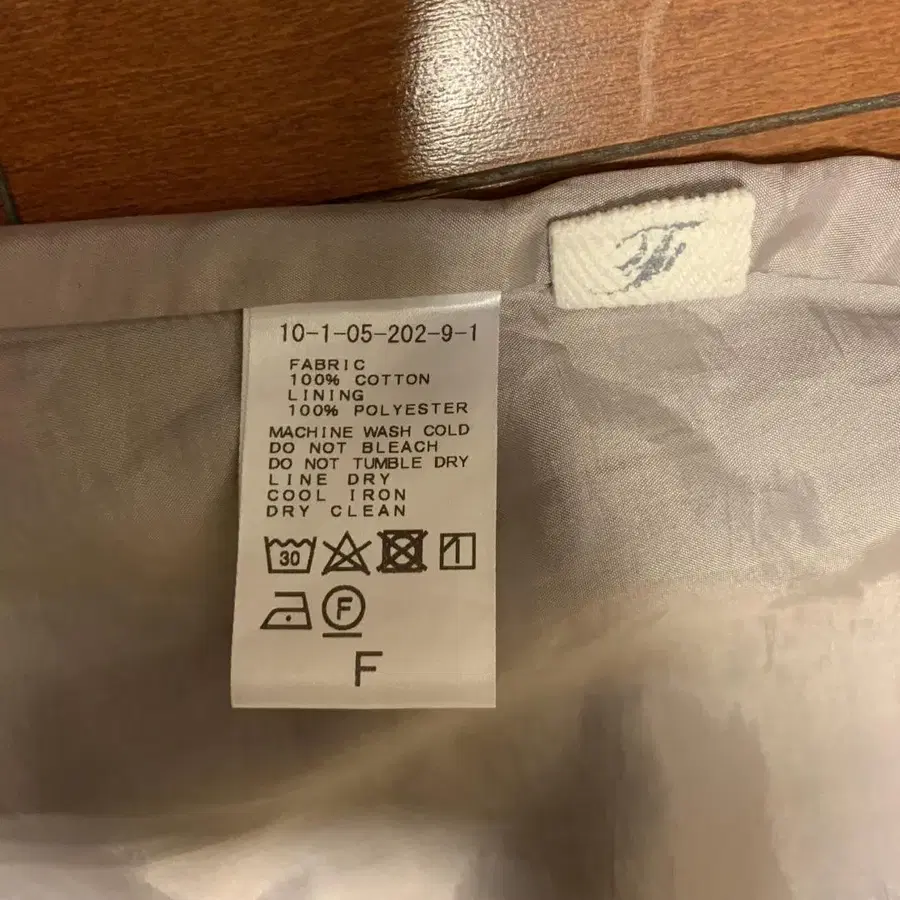 10-1-05-202-9-1
FABRIC
100% COTTON
LINING
100% POLYESTER
MACHINE WASH COLD
DO NOT BLEACH
DO NOT TUMBLE DRY
LINE DRY
COOL IRON
DRY CLEAN
30
F
F